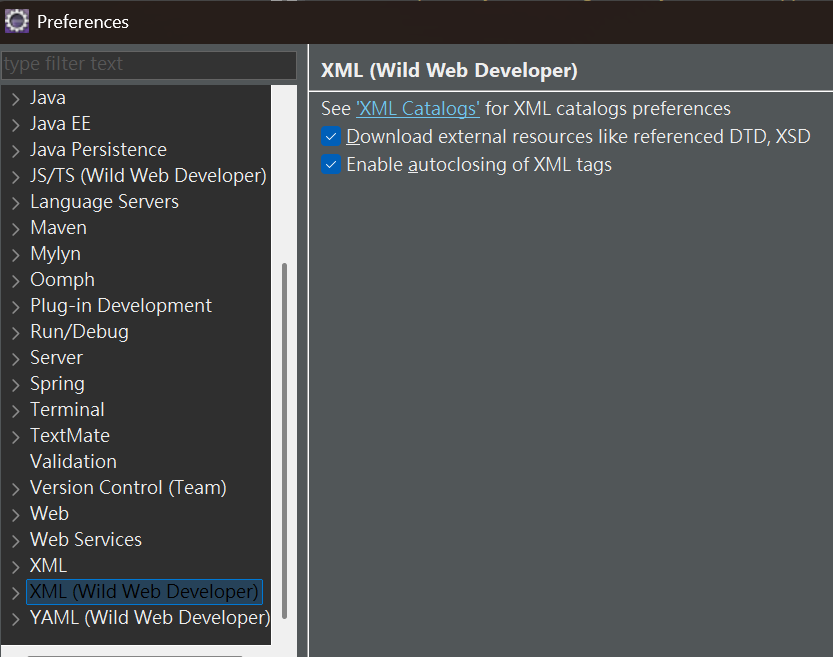 Preferences
type filter text
Java
Java EE
Java Persistence
JS/TS (Wild Web Developer)
Language Servers
Maven
Mylyn
Oomph
Plug-in Development
Run/Debug
Server
Spring
Terminal
TextMate
Validation
Version Control (Team)
Web
Web Services
XML
XML (Wild Web Developer)
YAML (Wild Web Developer)
XML (Wild Web Developer)
See 'XML Catalogs' for XML catalogs preferences
Download external resources like referenced DTD, XSD
Enable autoclosing of XML tags